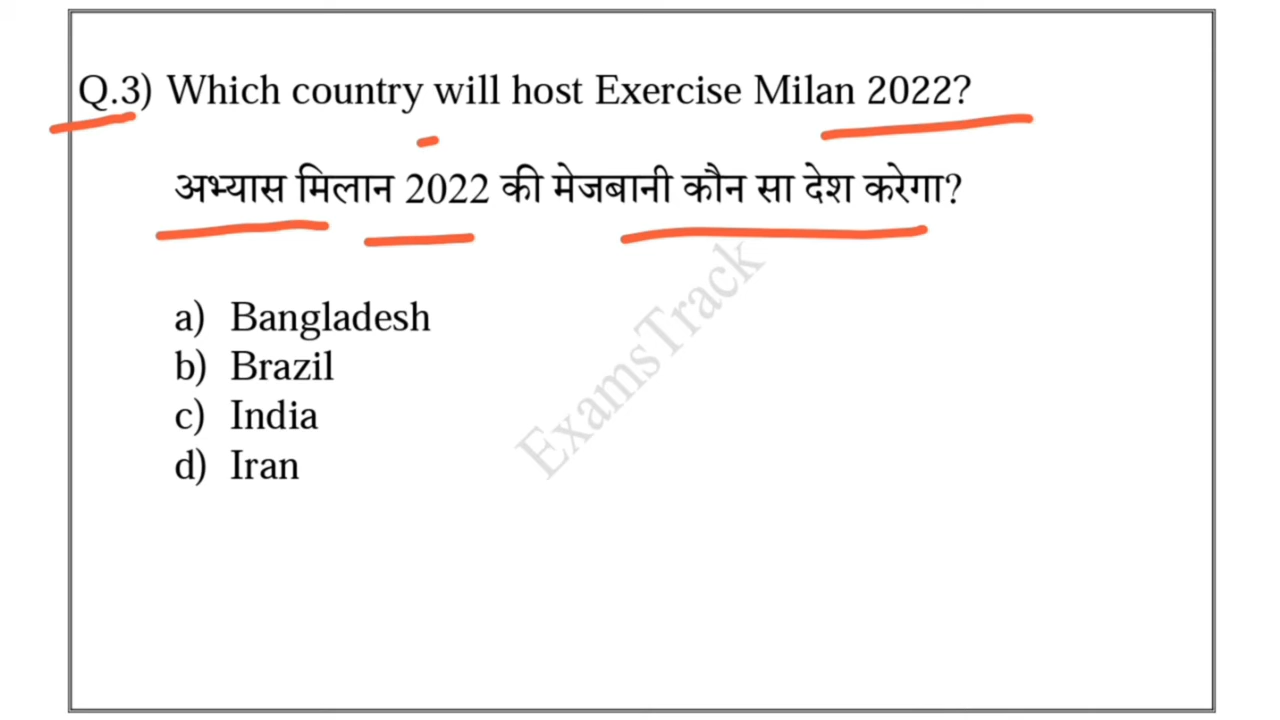 Q.3) Which country will host Exercise Milan 2022?
अभ्यास मिलान 2022 की मेजबानी कौन सा देश करेगा?
a) Bangladesh
b) Brazil
c) India
d) Iran
ExamsTrack